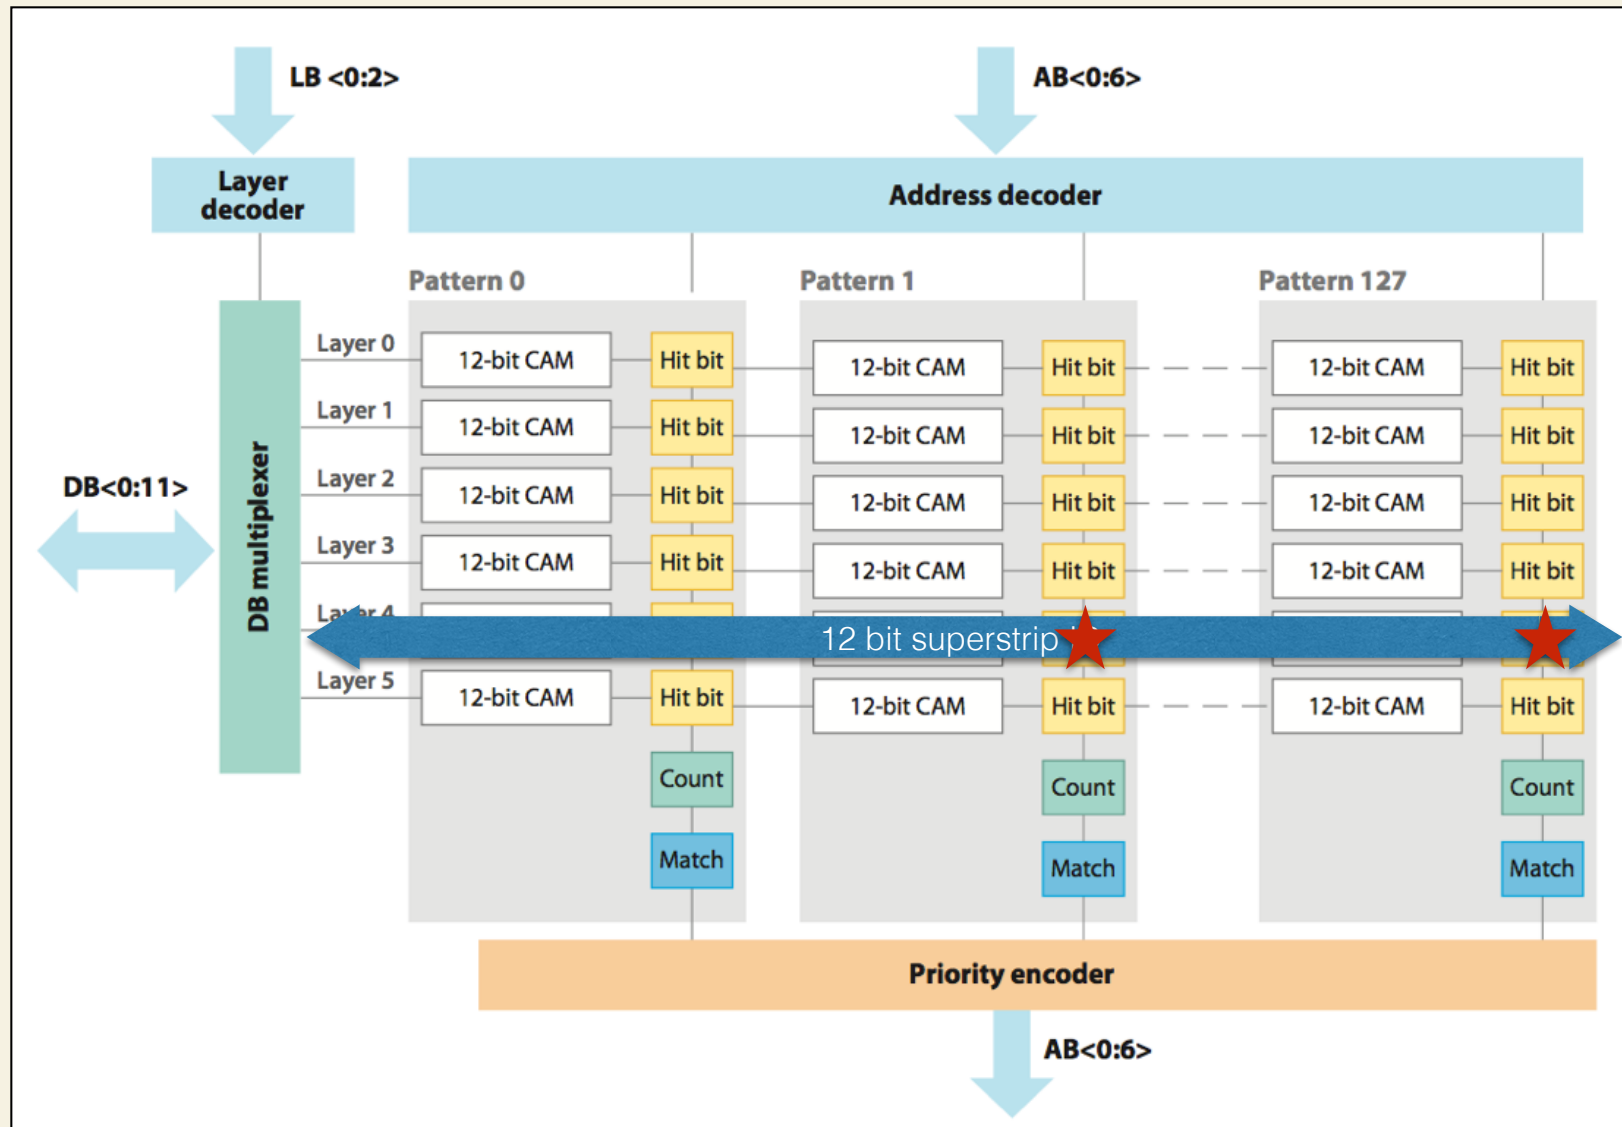 LB <0:2>
AB<0:6>
Layer
decoder
Address decoder
Pattern 0
Pattern 1
Pattern 127
DB<0:11>
DB multiplexer
Layer 0
12-bit CAM
Hit bit
12-bit CAM
Hit bit
12-bit CAM
Hit bit
Layer 1
12-bit CAM
Hit bit
12-bit CAM
Hit bit
12-bit CAM
Hit bit
Layer 2
12-bit CAM
Hit bit
12-bit CAM
Hit bit
12-bit CAM
Hit bit
Layer 3
12-bit CAM
Hit bit
12-bit CAM
Hit bit
12-bit CAM
Hit bit
Layer 4
12 bit superstrip
Layer 5
12-bit CAM
Hit bit
12-bit CAM
Hit bit
12-bit CAM
Hit bit
Count
Count
Count
Match
Match
Match
Priority encoder
AB<0:6>